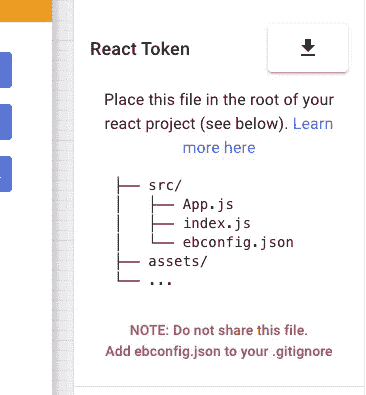 React Token
Place this file in the root of your
react project (see below). Learn
more here
├── src/
│   ├── App.js
│   ├── index.js
│   └── ebconfig.json
├── assets/
└── ...
NOTE: Do not share this file.
Add ebconfig.json to your .gitignore